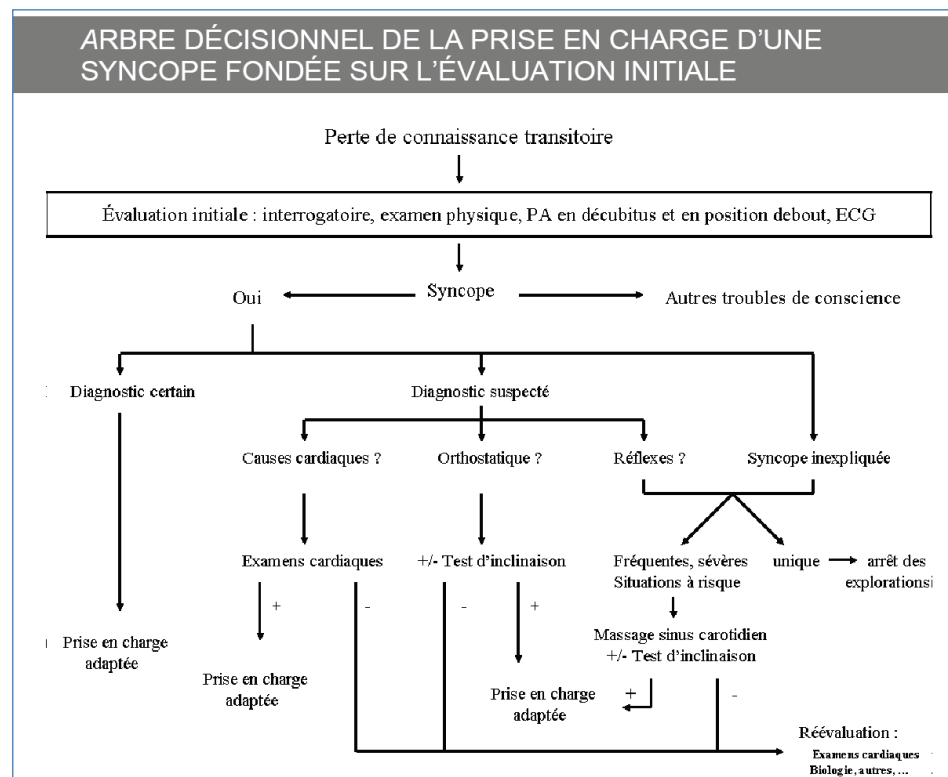 ARBRE DÉCISIONNEL DE LA PRISE EN CHARGE D'UNE
SYNCOPE FONDÉE SUR L'ÉVALUATION INITIALE
Perte de connaissance transitoire
Évaluation initiale : interrogatoire, examen physique, PA en décubitus et en position debout, ECG
Oui
Syncope
Autres troubles de conscience
Diagnostic certain
Diagnostic suspecté
Causes cardiaques ?
Orthostatique ?
Réflexes ?
Syncope inexpliquée
Examens cardiaques
+/- Test d'inclinaison
Fréquentes, sévères
Situations à risque
unique
arrêt des
explorations
+
-
-
+
Massage sinus carotidien
+/- Test d'inclinaison
Prise en charge
adaptée
Prise en charge
adaptée
Prise en charge
adaptée
+
-
Réévaluation :
Examens cardiaques
Biologie, autres, ...